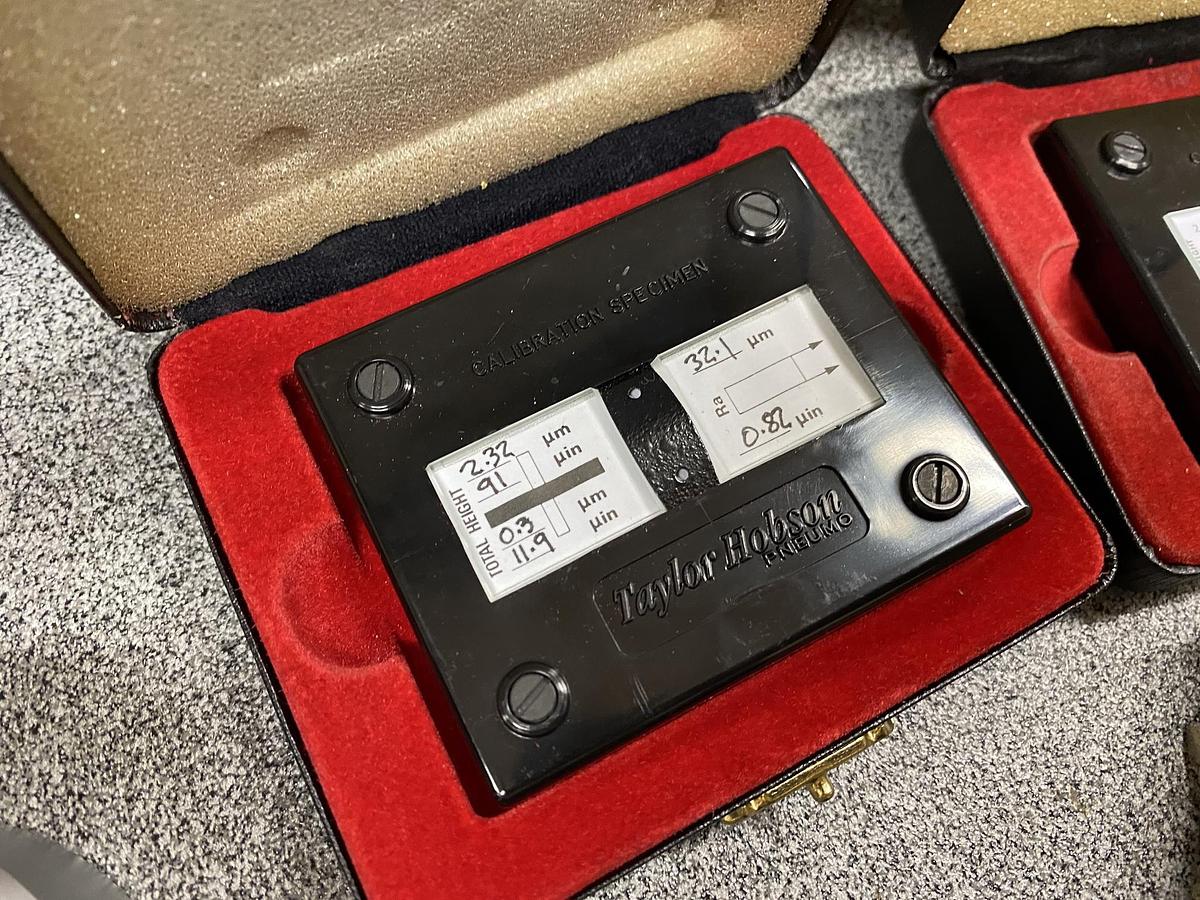 CALIBRATION SPECIMEN
TOTAL HEIGHT
2.32 µm
91 µin
0.3 µm
11.9 µin
32.1 µm
Ra
0.82 µin
Taylor Hobson
PNEUMO